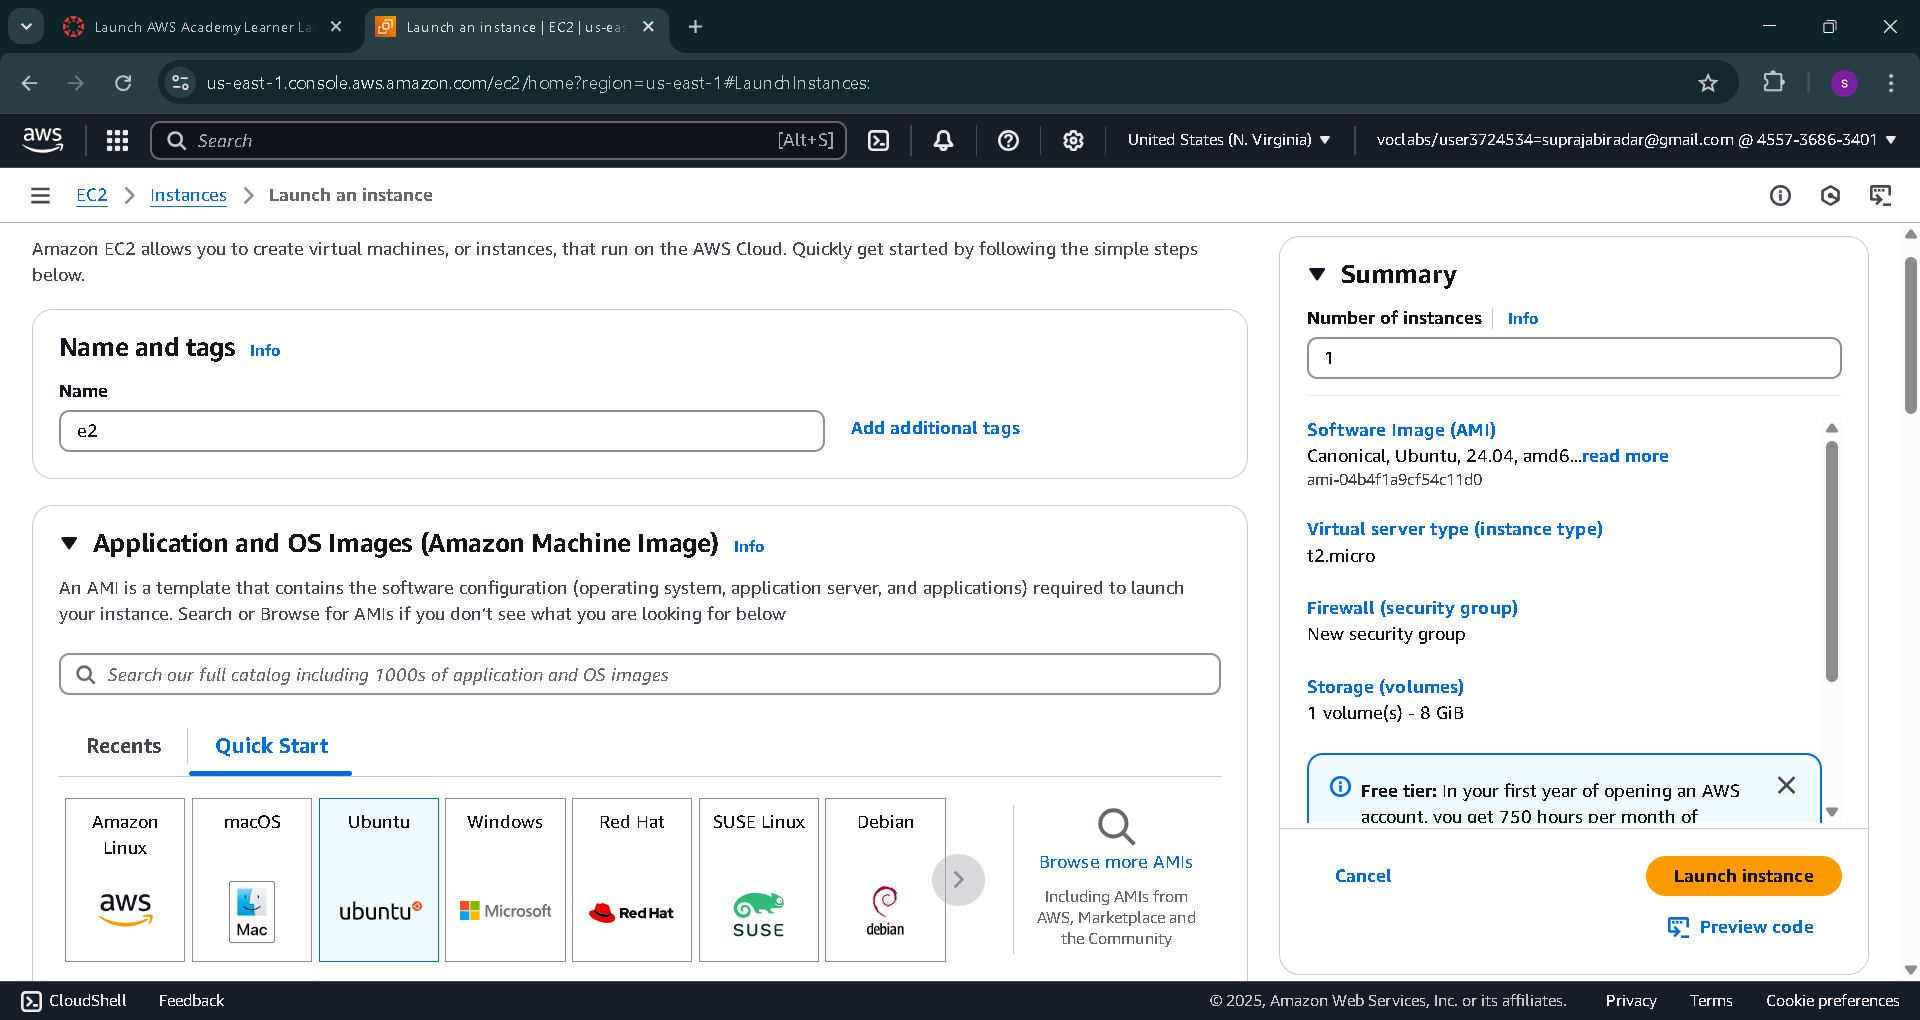 Launch AWS Academy Learner La
Launch an instance | EC2 | us-eas
us-east-1.console.aws.amazon.com/ec2/home?region=us-east-1#LaunchInstances:
S
aws
Search
[Alt+S]
United States (N. Virginia)
voclabs/user3724534=suprajabiradar@gmail.com @ 4557-3686-3401
EC2
Instances
Launch an instance
Amazon EC2 allows you to create virtual machines, or instances, that run on the AWS Cloud. Quickly get started by following the simple steps
below.
Name and tags Info
Name
e2
Add additional tags
Application and OS Images (Amazon Machine Image) Info
An AMI is a template that contains the software configuration (operating system, application server, and applications) required to launch
your instance. Search or Browse for AMIs if you don’t see what you are looking for below
Search our full catalog including 1000s of application and OS images
Recents
Quick Start
Amazon
Linux
aws
macOS
Mac
Ubuntu
ubuntu
Windows
Microsoft
Red Hat
Red Hat
SUSE Linux
SUSE
Debian
debian
Browse more AMIs
Including AMIs from
AWS, Marketplace and
the Community
Summary
Number of instances Info
1
Software Image (AMI)
Canonical, Ubuntu, 24.04, amd6...read more
ami-04b4f1a9cf54c11d0
Virtual server type (instance type)
t2.micro
Firewall (security group)
New security group
Storage (volumes)
1 volume(s) - 8 GiB
Free tier: In your first year of opening an AWS
account, you get 750 hours per month of
Cancel
Launch instance
Preview code
CloudShell
Feedback
© 2025, Amazon Web Services, Inc. or its affiliates.
Privacy
Terms
Cookie preferences